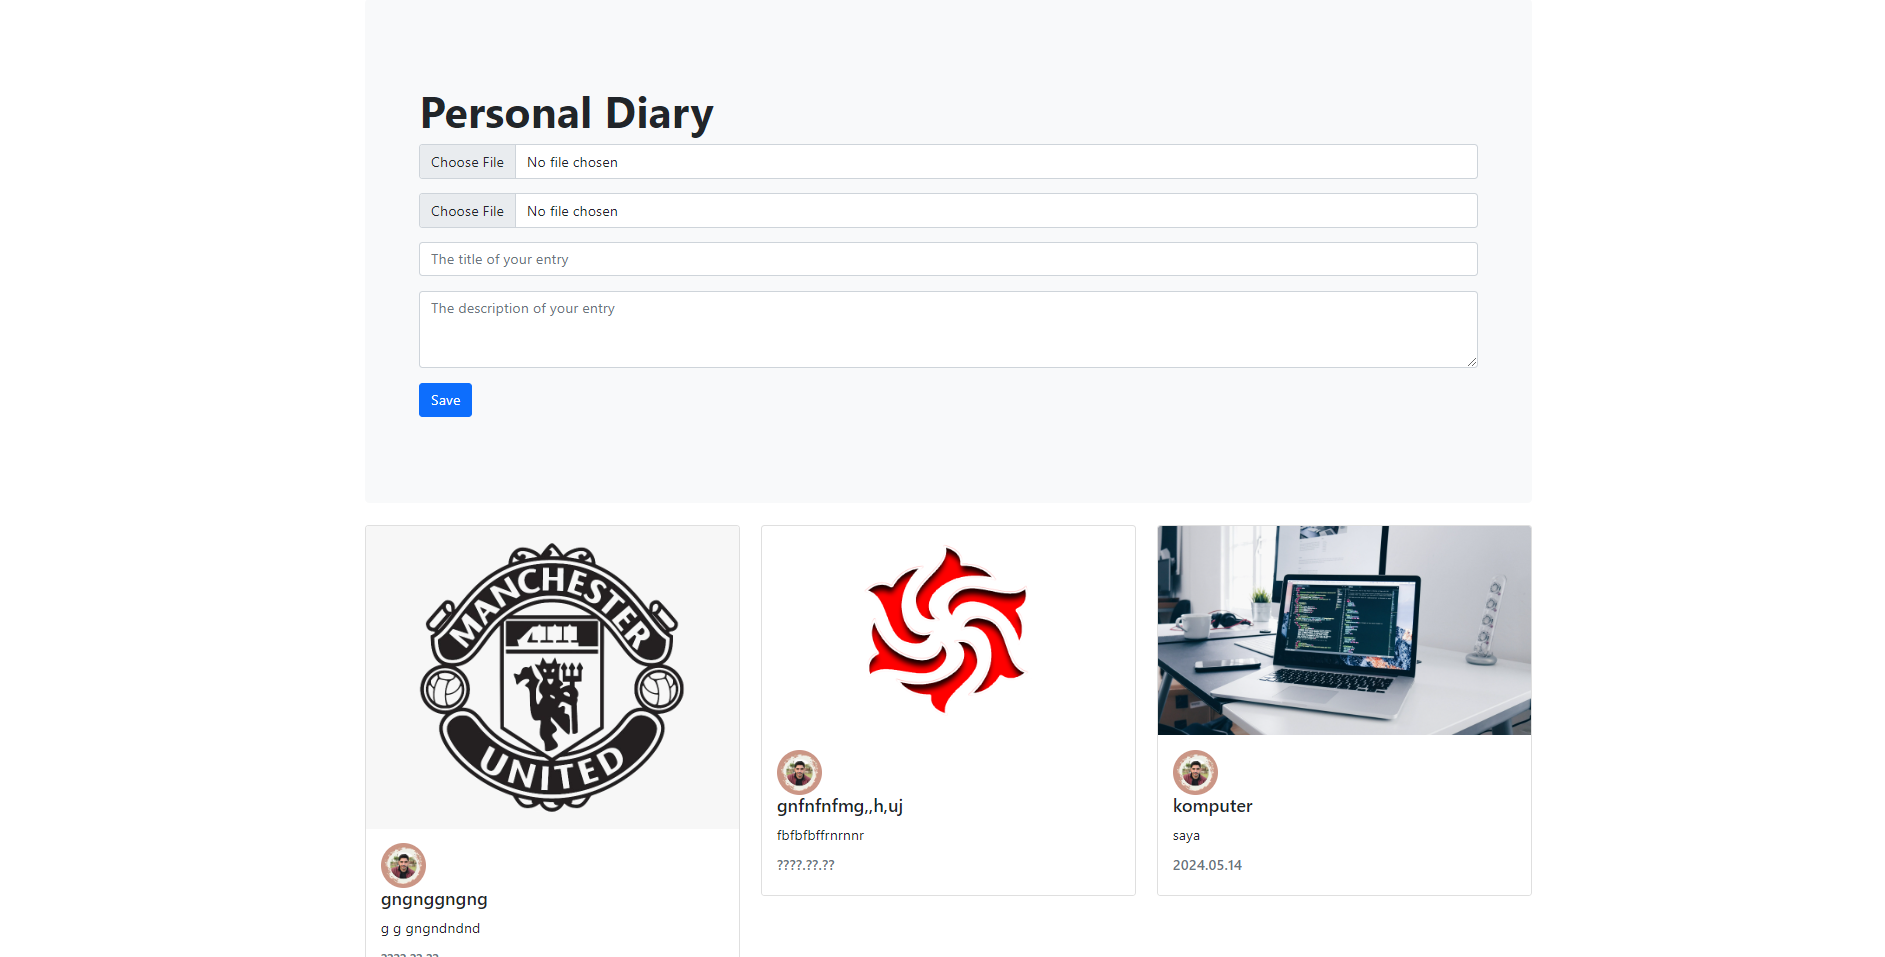 Personal Diary
Choose File No file chosen
Choose File No file chosen
The title of your entry
The description of your entry
Save
MANCHESTER
UNITED
gngnggngng
g g gngndndnd
????.??.??
gnfnfnfmg,,h,uj
fbfbfbffrnrnnr
????.??.??
komputer
saya
2024.05.14